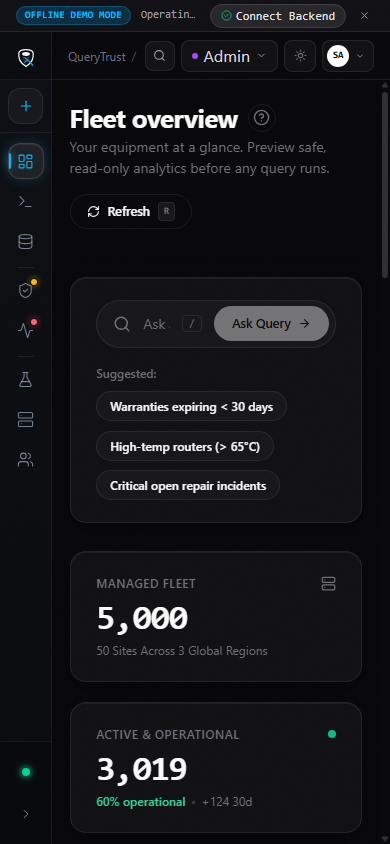 OFFLINE DEMO MODE Operatin… Connect Backend
QueryTrust / Admin SA
Fleet overview
Your equipment at a glance. Preview safe,
read-only analytics before any query runs.
Refresh R
Ask / Ask Query
Suggested:
Warranties expiring < 30 days
High-temp routers (> 65°C)
Critical open repair incidents
MANAGED FLEET
5,000
50 Sites Across 3 Global Regions
ACTIVE & OPERATIONAL
3,019
60% operational • +124 30d